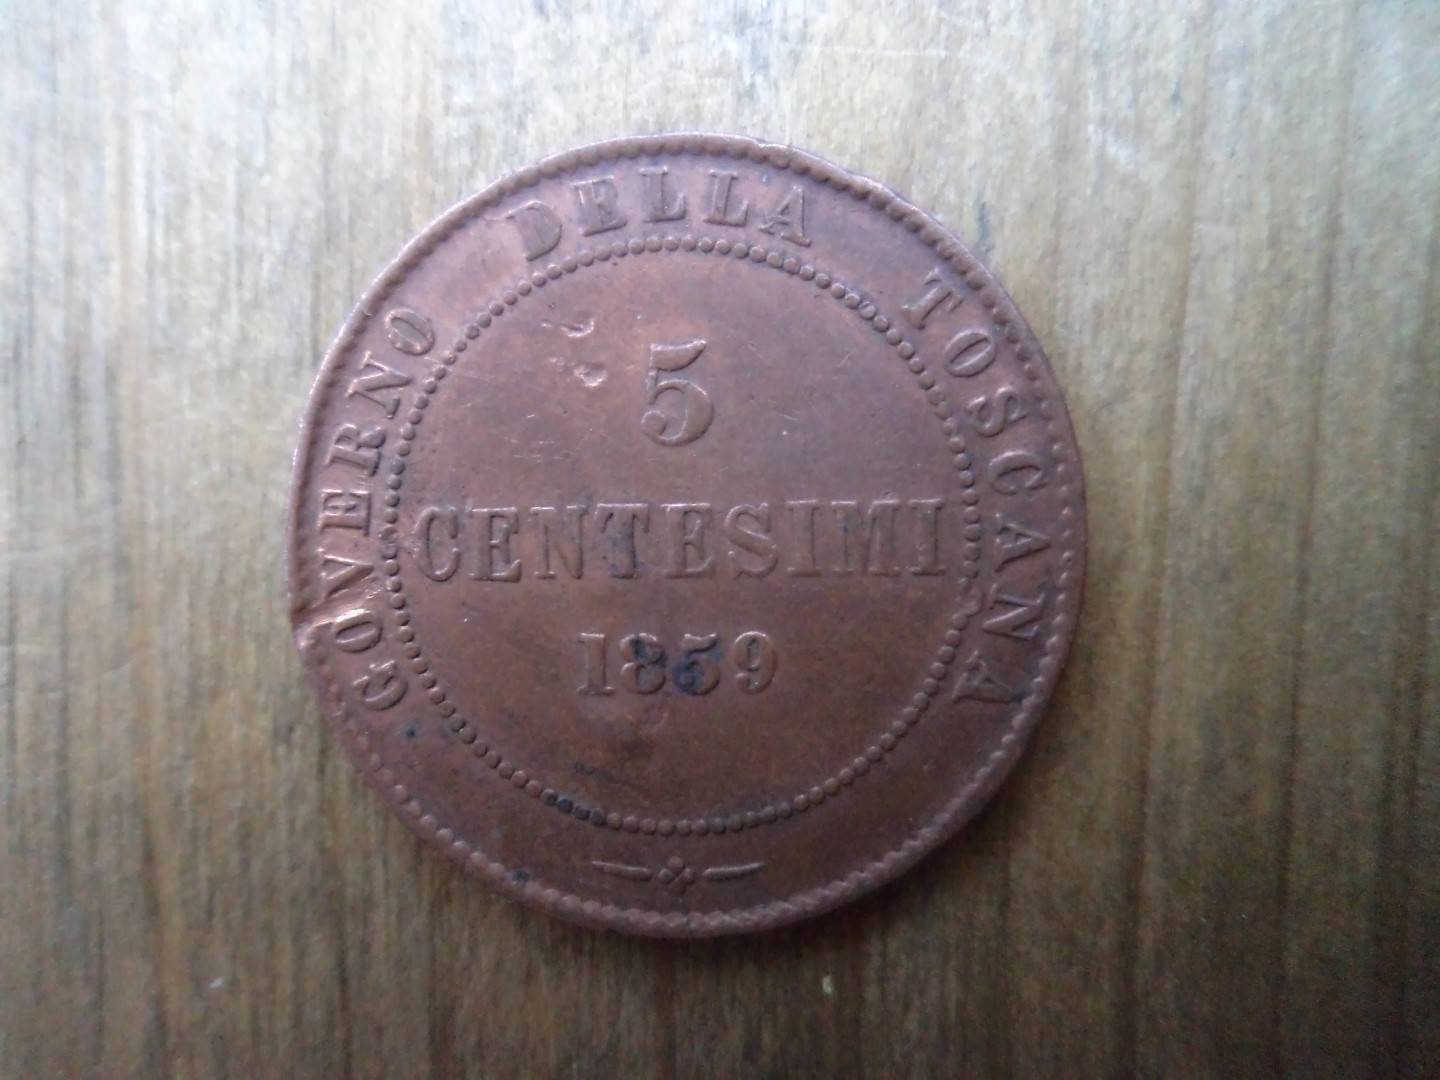 GOVERNO DELLA TOSCANA
5
CENTESIMI
1859